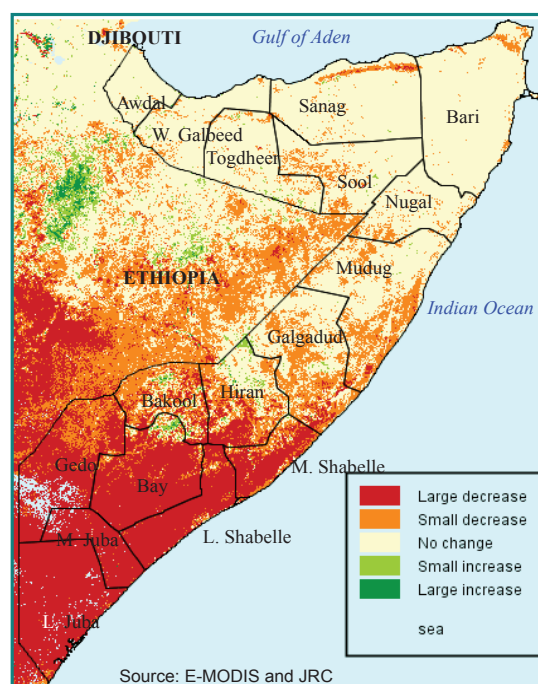 DJIBOUTI
Gulf of Aden
Awdal
Sanag
Bari
W. Galbeed
Togdheer
Sool
Nugal
ETHIOPIA
Mudug
Indian Ocean
Galgadud
Hiran
Bakool
Gedo
Bay
M. Shabelle
L. Shabelle
M. Juba
L. Juba
Large decrease
Small decrease
No change
Small increase
Large increase
sea
Source: E-MODIS and JRC